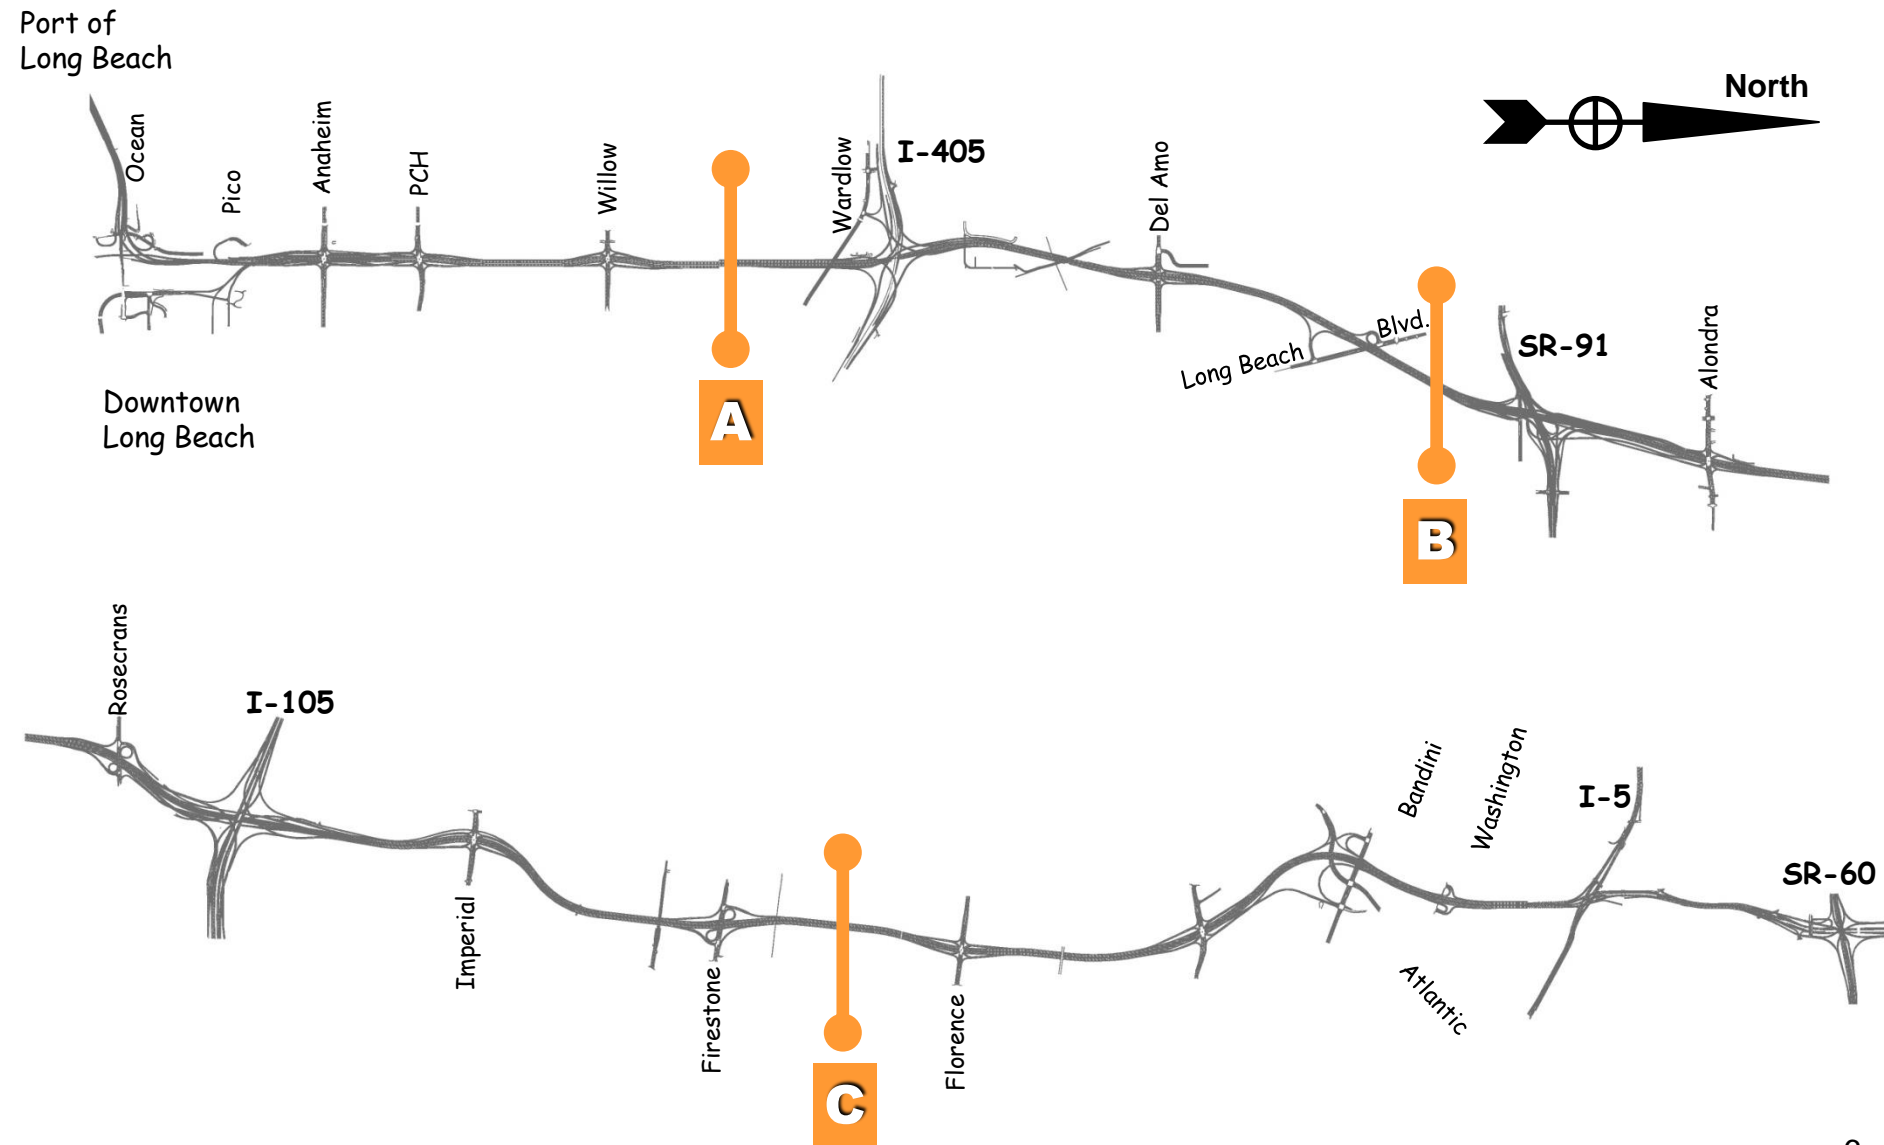 Port of
Long Beach
North
Ocean
Pico
Anaheim
PCH
Willow
Wardlow
I-405
Del Amo
Long Beach Blvd.
SR-91
Alondra
Downtown
Long Beach
A
B
Rosecrans
I-105
Imperial
Firestone
Florence
Bandini
Washington
Atlantic
I-5
SR-60
C